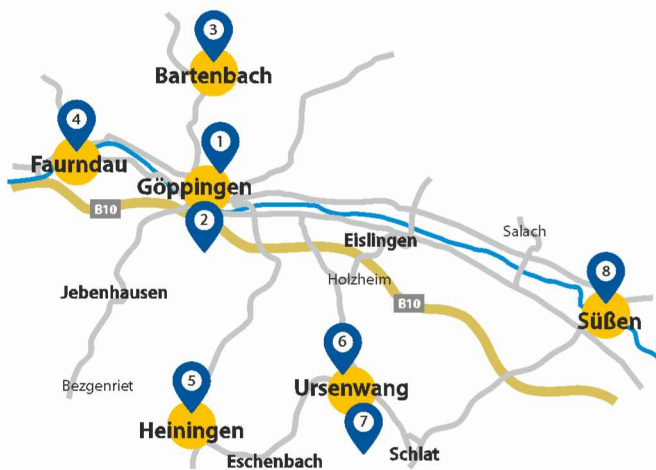 3
Bartenbach
4
Faurndau
1
Göppingen
B10
2
Eislingen
Salach
Holzheim
8
Süßen
Jebenhausen
B10
6
Ursenwang
Bezgenriet
5
Heiningen
7
Eschenbach
Schlat